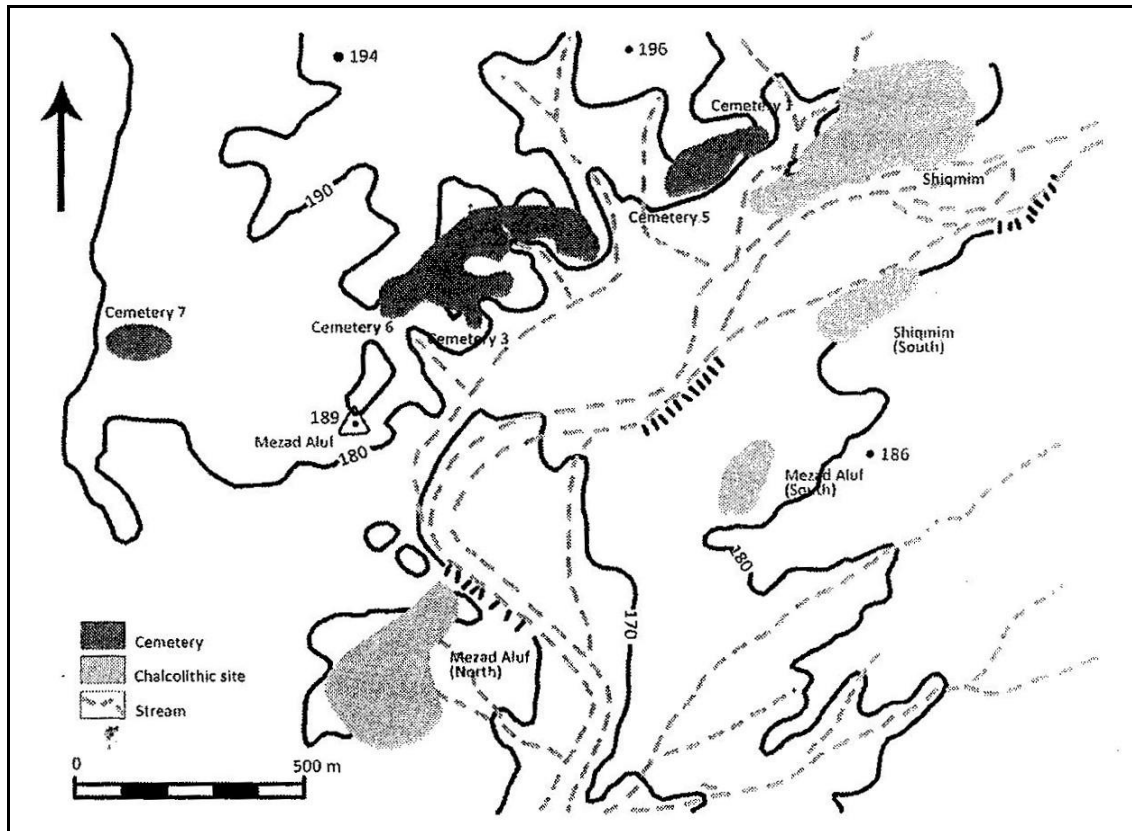 194
196
Cemetery 1
190
Shiqmim
Cemetery 5
Cemetery 7
Cemetery 6
Cemetery 3
Shiqmim
(South)
189
Mezad Aluf
180
186
Mezad Aluf
(South)
180
170
Mezad Aluf
(North)
Cemetery
Chalcolithic site
Stream
0
500 m